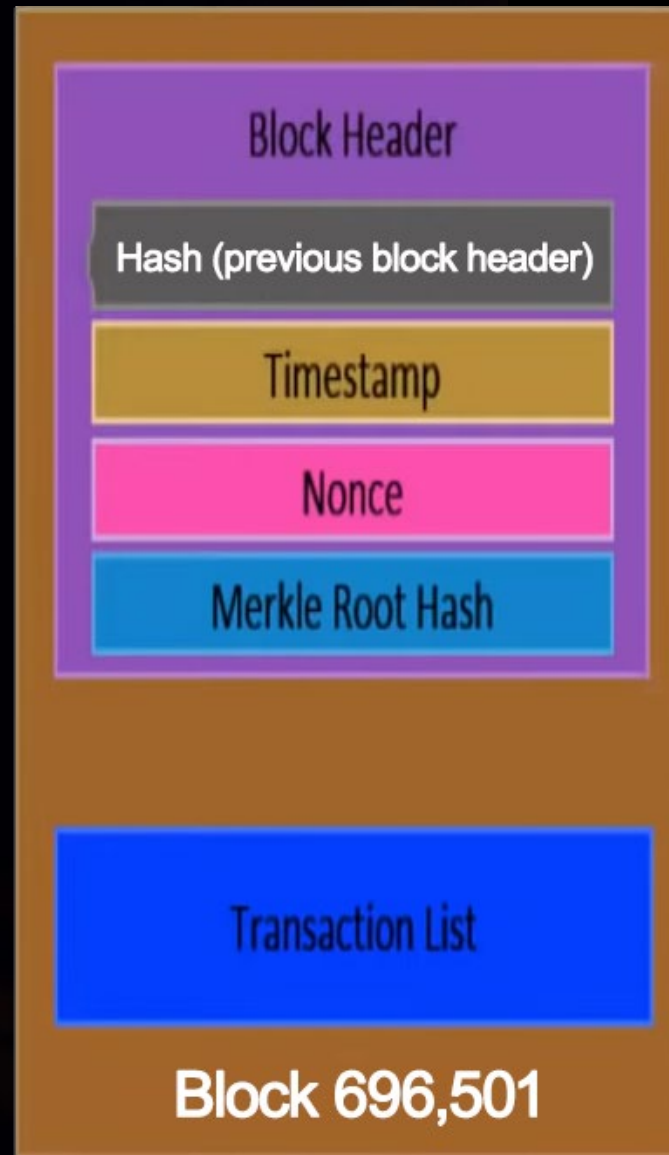 Block Header
Hash (previous block header)
Timestamp
Nonce
Merkle Root Hash
Transaction List
Block 696,501